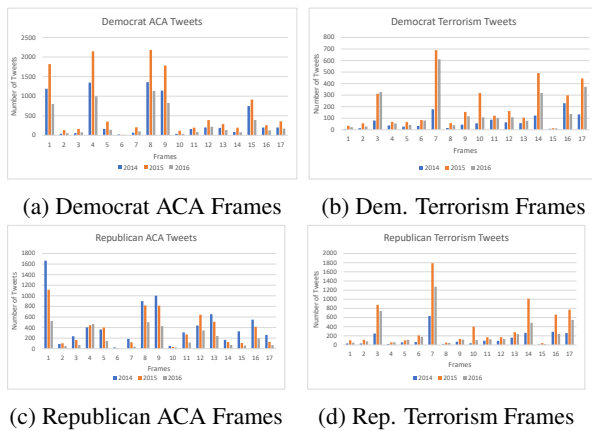 Democrat ACA Tweets
Number of Tweets
2500
2000
1500
1000
500
0
1 2 3 4 5 6 7 8 9 10 11 12 13 14 15 16 17
Frames
2014 2015 2016
(a) Democrat ACA Frames
Democrat Terrorism Tweets
Number of Tweets
800
700
600
500
400
300
200
100
0
1 2 3 4 5 6 7 8 9 10 11 12 13 14 15 16 17
Frames
2014 2015 2016
(b) Dem. Terrorism Frames
Republican ACA Tweets
Number of Tweets
1800
1600
1400
1200
1000
800
600
400
200
0
1 2 3 4 5 6 7 8 9 10 11 12 13 14 15 16 17
Frames
2014 2015 2016
(c) Republican ACA Frames
Republican Terrorism Tweets
Number of Tweets
2000
1800
1600
1400
1200
1000
800
600
400
200
0
1 2 3 4 5 6 7 8 9 10 11 12 13 14 15 16 17
Frames
2014 2015 2016
(d) Rep. Terrorism Frames